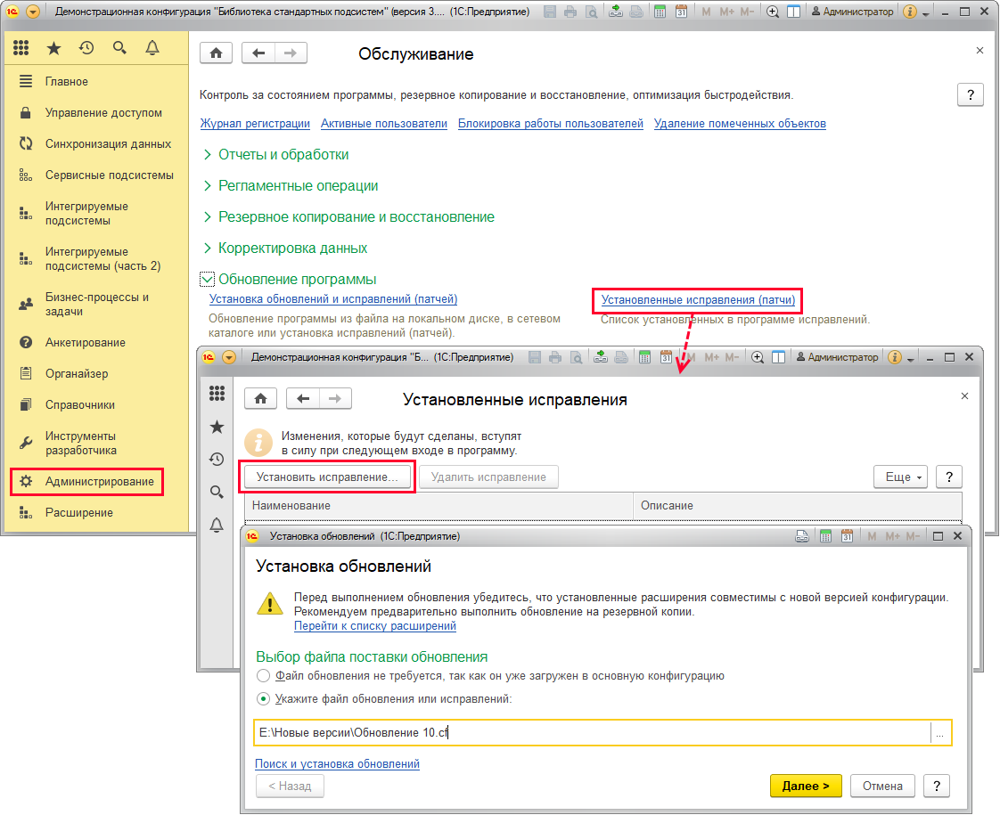 Демонстрационная конфигурация "Библиотека стандартных подсистем" (версия 3.... (1С:Предприятие)
M M+ M-
Администратор
Главное
Управление доступом
Синхронизация данных
Сервисные подсистемы
Интегрируемые
подсистемы
Интегрируемые
подсистемы (часть 2)
Бизнес-процессы и
задачи
Анкетирование
Органайзер
Справочники
Инструменты
разработчика
Администрирование
Расширение
Обслуживание
Контроль за состоянием программы, резервное копирование и восстановление, оптимизация быстродействия.
?
Журнал регистрации Активные пользователи Блокировка работы пользователей Удаление помеченных объектов
Отчеты и обработки
Регламентные операции
Резервное копирование и восстановление
Корректировка данных
Обновление программы
Установка обновлений и исправлений (патчей)
Обновление программы из файла на локальном диске, в сетевом
каталоге или установка исправлений (патчей).
Установленные исправления (патчи)
Список установленных в программе исправлений.
Демонстрационная конфигурация "Б... (1С:Предприятие)
M M+ M-
Администратор
Установленные исправления
Изменения, которые будут сделаны, вступят
в силу при следующем входе в программу.
Установить исправление... Удалить исправление Еще ?
Наименование Описание
Установка обновлений (1С:Предприятие)
M M+ M-
Установка обновлений
Перед выполнением обновления убедитесь, что установленные расширения совместимы с новой версией конфигурации.
Рекомендуем предварительно выполнить обновление на резервной копии.
Перейти к списку расширений
Выбор файла поставки обновления
Файл обновления не требуется, так как он уже загружен в основную конфигурацию
Укажите файл обновления или исправлений:
E:\Новые версии\Обновление 10.cf ...
Поиск и установка обновлений
< Назад Далее > Отмена ?